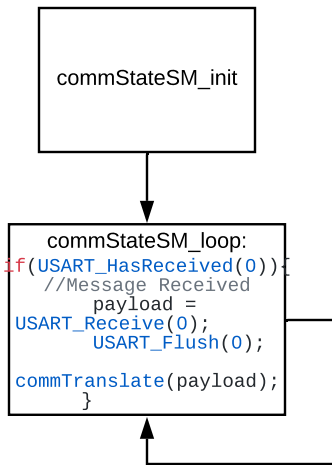 commStateSM_init
commStateSM_loop:
if(USART_HasReceived(0)){
//Message Received
payload =
USART_Receive(0);
USART_Flush(0);
commTranslate(payload);
}